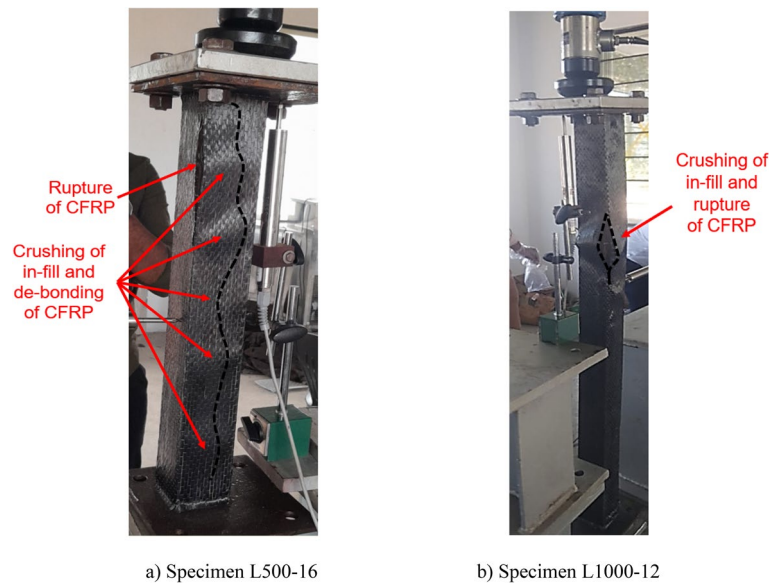 Rupture
of CFRP
Crushing of
in-fill and
de-bonding
of CFRP
Crushing of
in-fill and
rupture
of CFRP
a) Specimen L500-16
b) Specimen L1000-12